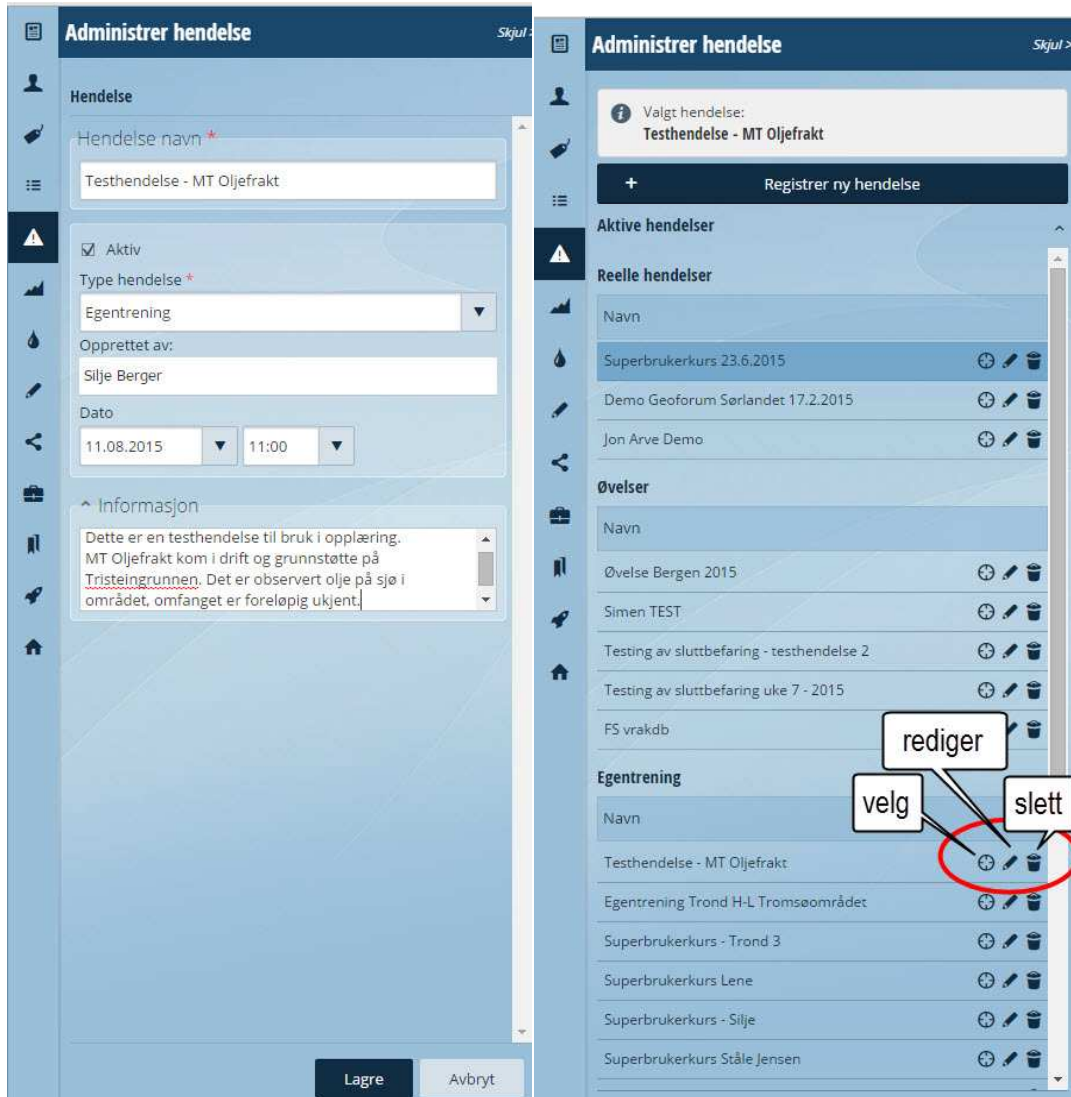 Administrer hendelse
Skjul >
Hendelse
Hendelse navn *
Testhendelse - MT Oljefrakt
Aktiv
Type hendelse *
Egentrening
Opprettet av:
Silje Berger
Dato
11.08.2015 11:00
Informasjon
Dette er en testhendelse til bruk i opplæring.
MT Oljefrakt kom i drift og grunnstøtte på
Tristeingrunnen. Det er observert olje på sjø i
området, omfanget er foreløpig ukjent.
Lagre Avbryt
Administrer hendelse
Skjul >
Valgt hendelse:
Testhendelse - MT Oljefrakt
+ Registrer ny hendelse
Aktive hendelser
Reelle hendelser
Navn
Superbrukerkurs 23.6.2015
Demo Geoforum Sørlandet 17.2.2015
Jon Arve Demo
Øvelser
Navn
Øvelse Bergen 2015
Simen TEST
Testing av sluttbefaring - testhendelse 2
Testing av sluttbefaring uke 7 - 2015
FS vrakdb
rediger
Egentrening
velg
slett
Navn
Testhendelse - MT Oljefrakt
Egentrening Trond H-L Tromsøområdet
Superbrukerkurs - Trond 3
Superbrukerkurs Lene
Superbrukerkurs - Silje
Superbrukerkurs Ståle Jensen